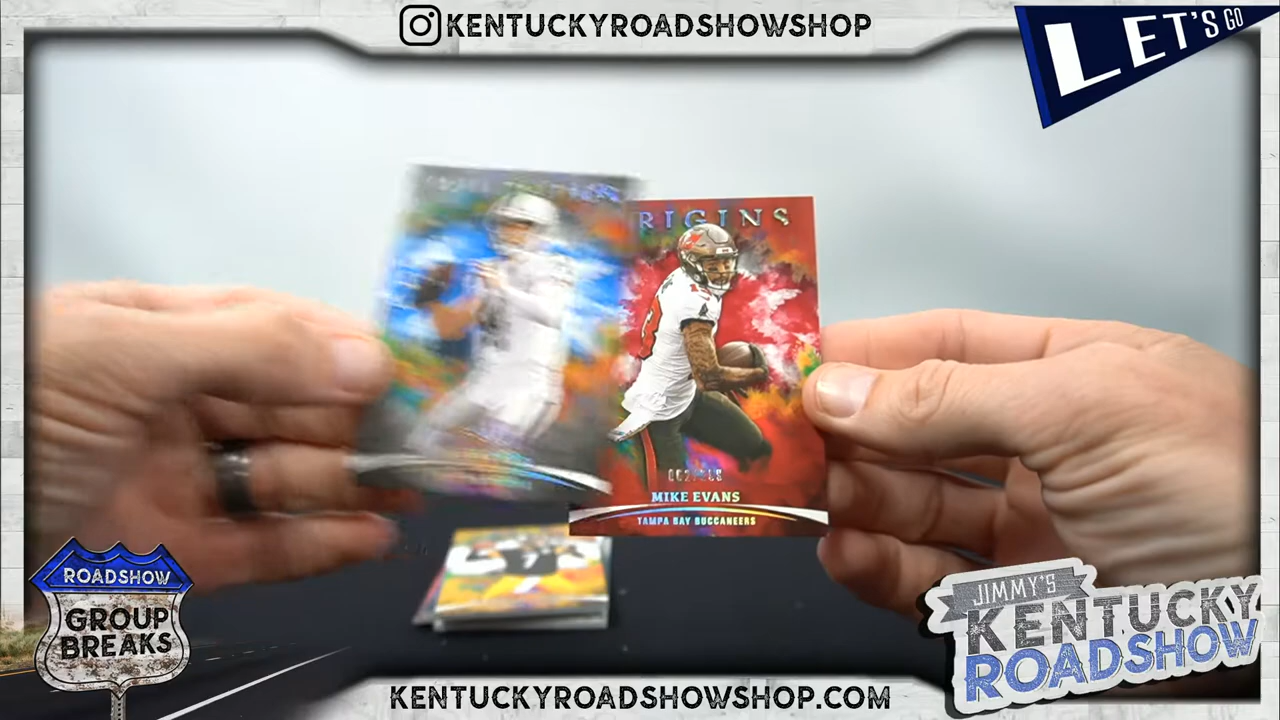 KENTUCKYROADSHOWSHOP
LET'S GO
RIGINS
MIKE EVANS
TAMPA BAY BUCCANEERS
ROADSHOW
GROUP
BREAKS
JIMMY'S
KENTUCKY
ROADSHOW
KENTUCKYROADSHOWSHOP.COM